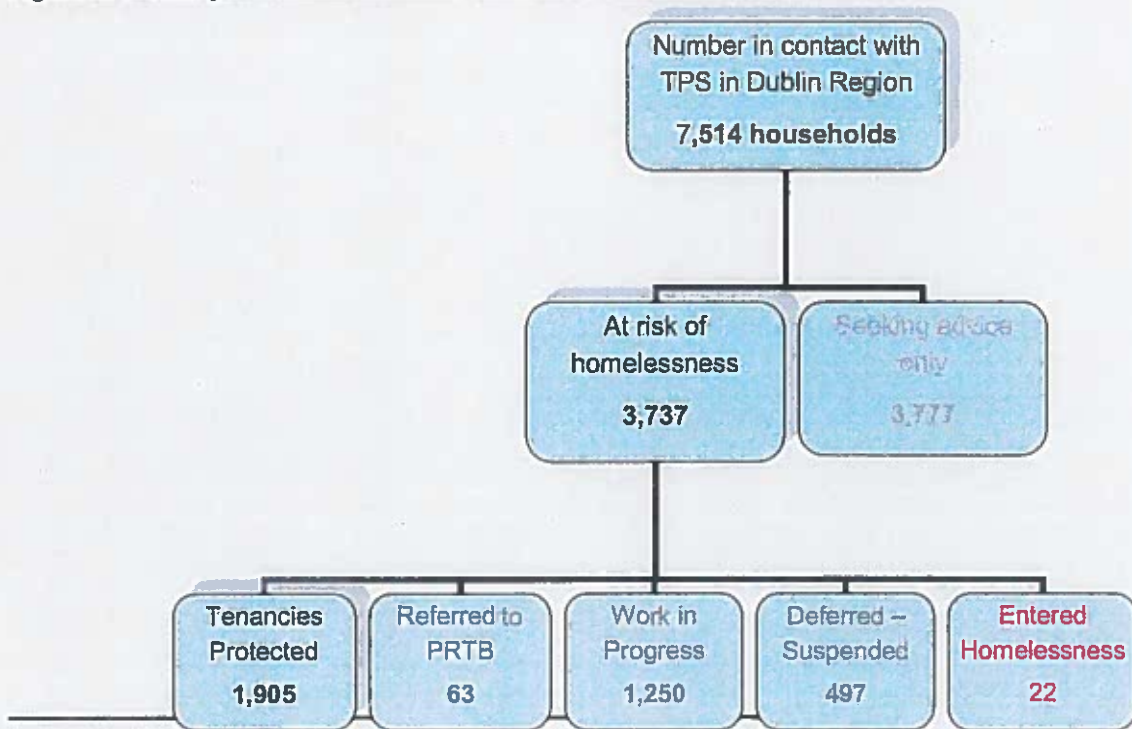 Number in contact with
TPS in Dublin Region
7,514 households
At risk of
homelessness
3,737
Seeking advice
only
3,777
Tenancies
Protected
1,905
Referred to
PRTB
63
Work in
Progress
1,250
Deferred –
Suspended
497
Entered
Homelessness
22